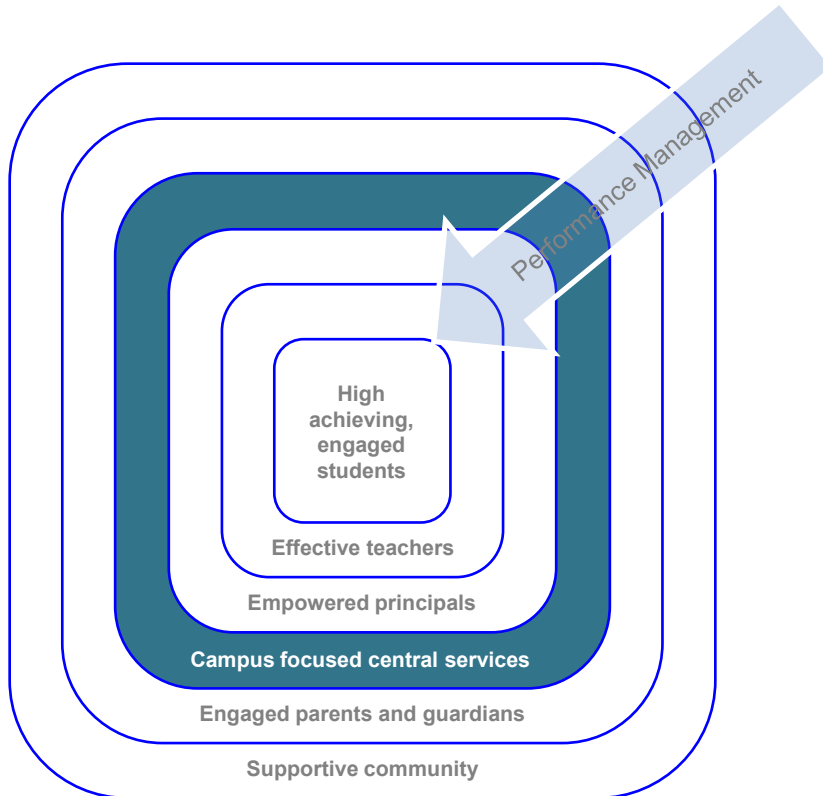 Performance Management
High
achieving,
engaged
students
Effective teachers
Empowered principals
Campus focused central services
Engaged parents and guardians
Supportive community